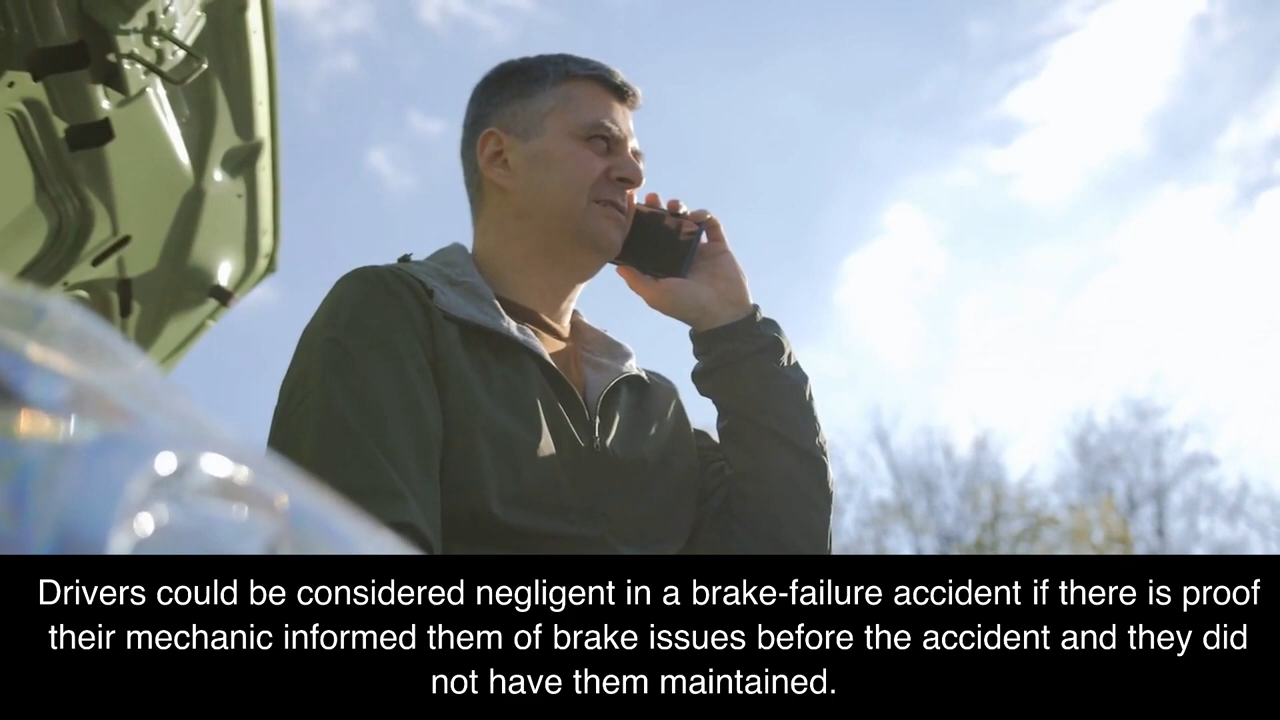 Drivers could be considered negligent in a brake-failure accident if there is proof
their mechanic informed them of brake issues before the accident and they did
not have them maintained.